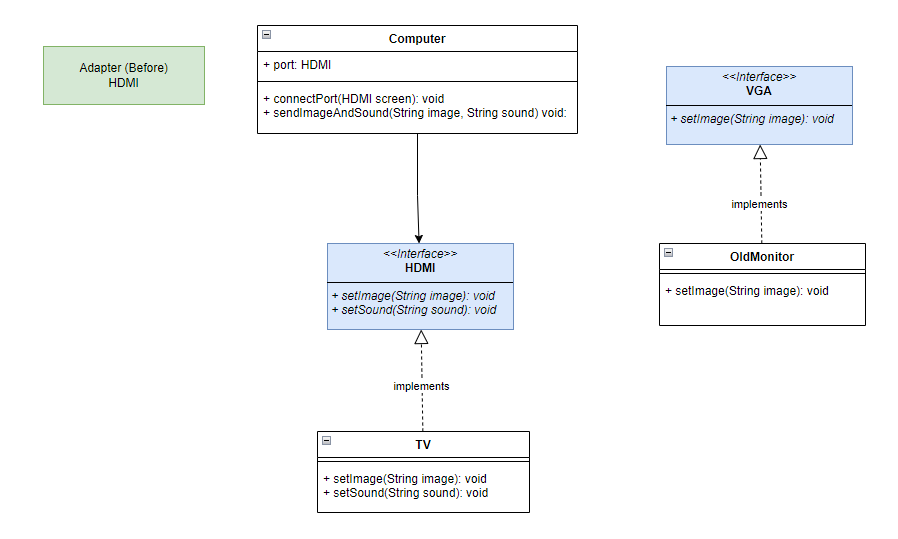 Adapter (Before)
HDMI
Computer
+ port: HDMI
+ connectPort(HDMI screen): void
+ sendImageAndSound(String image, String sound) void:
<<Interface>>
VGA
+ setImage(String image): void
implements
OldMonitor
+ setImage(String image): void
<<Interface>>
HDMI
+ setImage(String image): void
+ setSound(String sound): void
implements
TV
+ setImage(String image): void
+ setSound(String sound): void